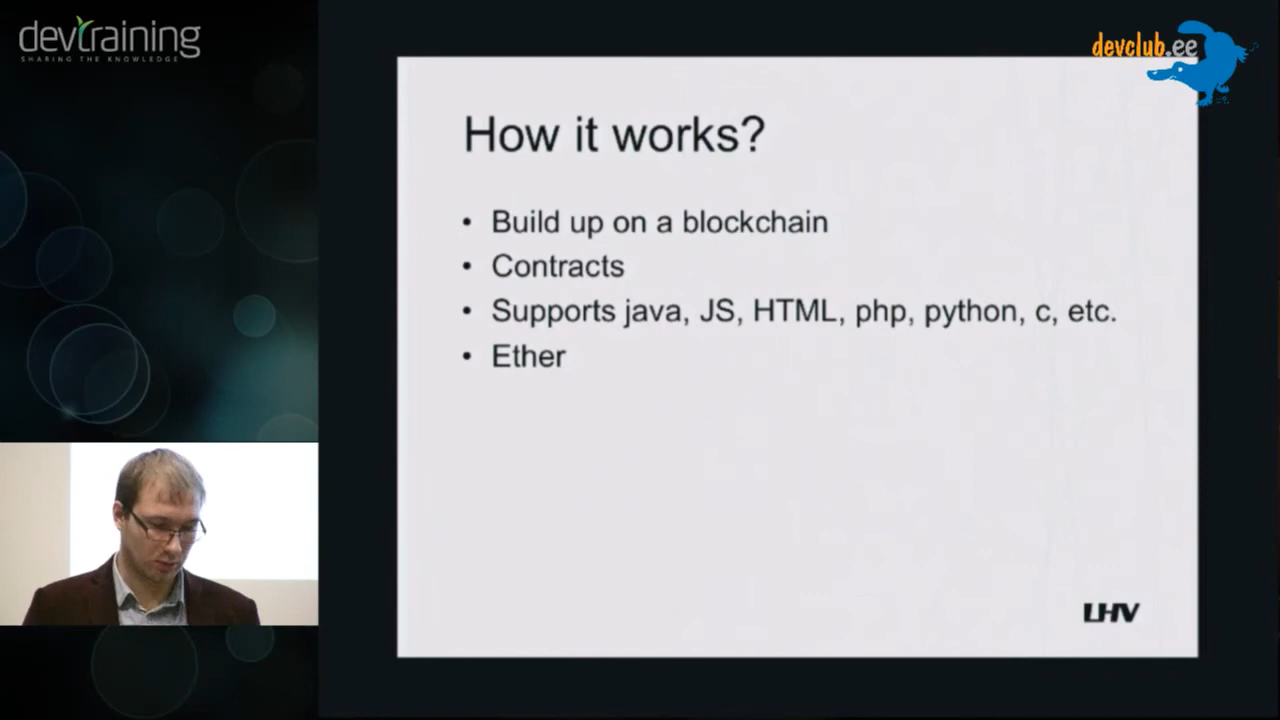 devtraining
SHARING THE KNOWLEDGE
devclub.ee
How it works?
• Build up on a blockchain
• Contracts
• Supports java, JS, HTML, php, python, c, etc.
• Ether
LHV